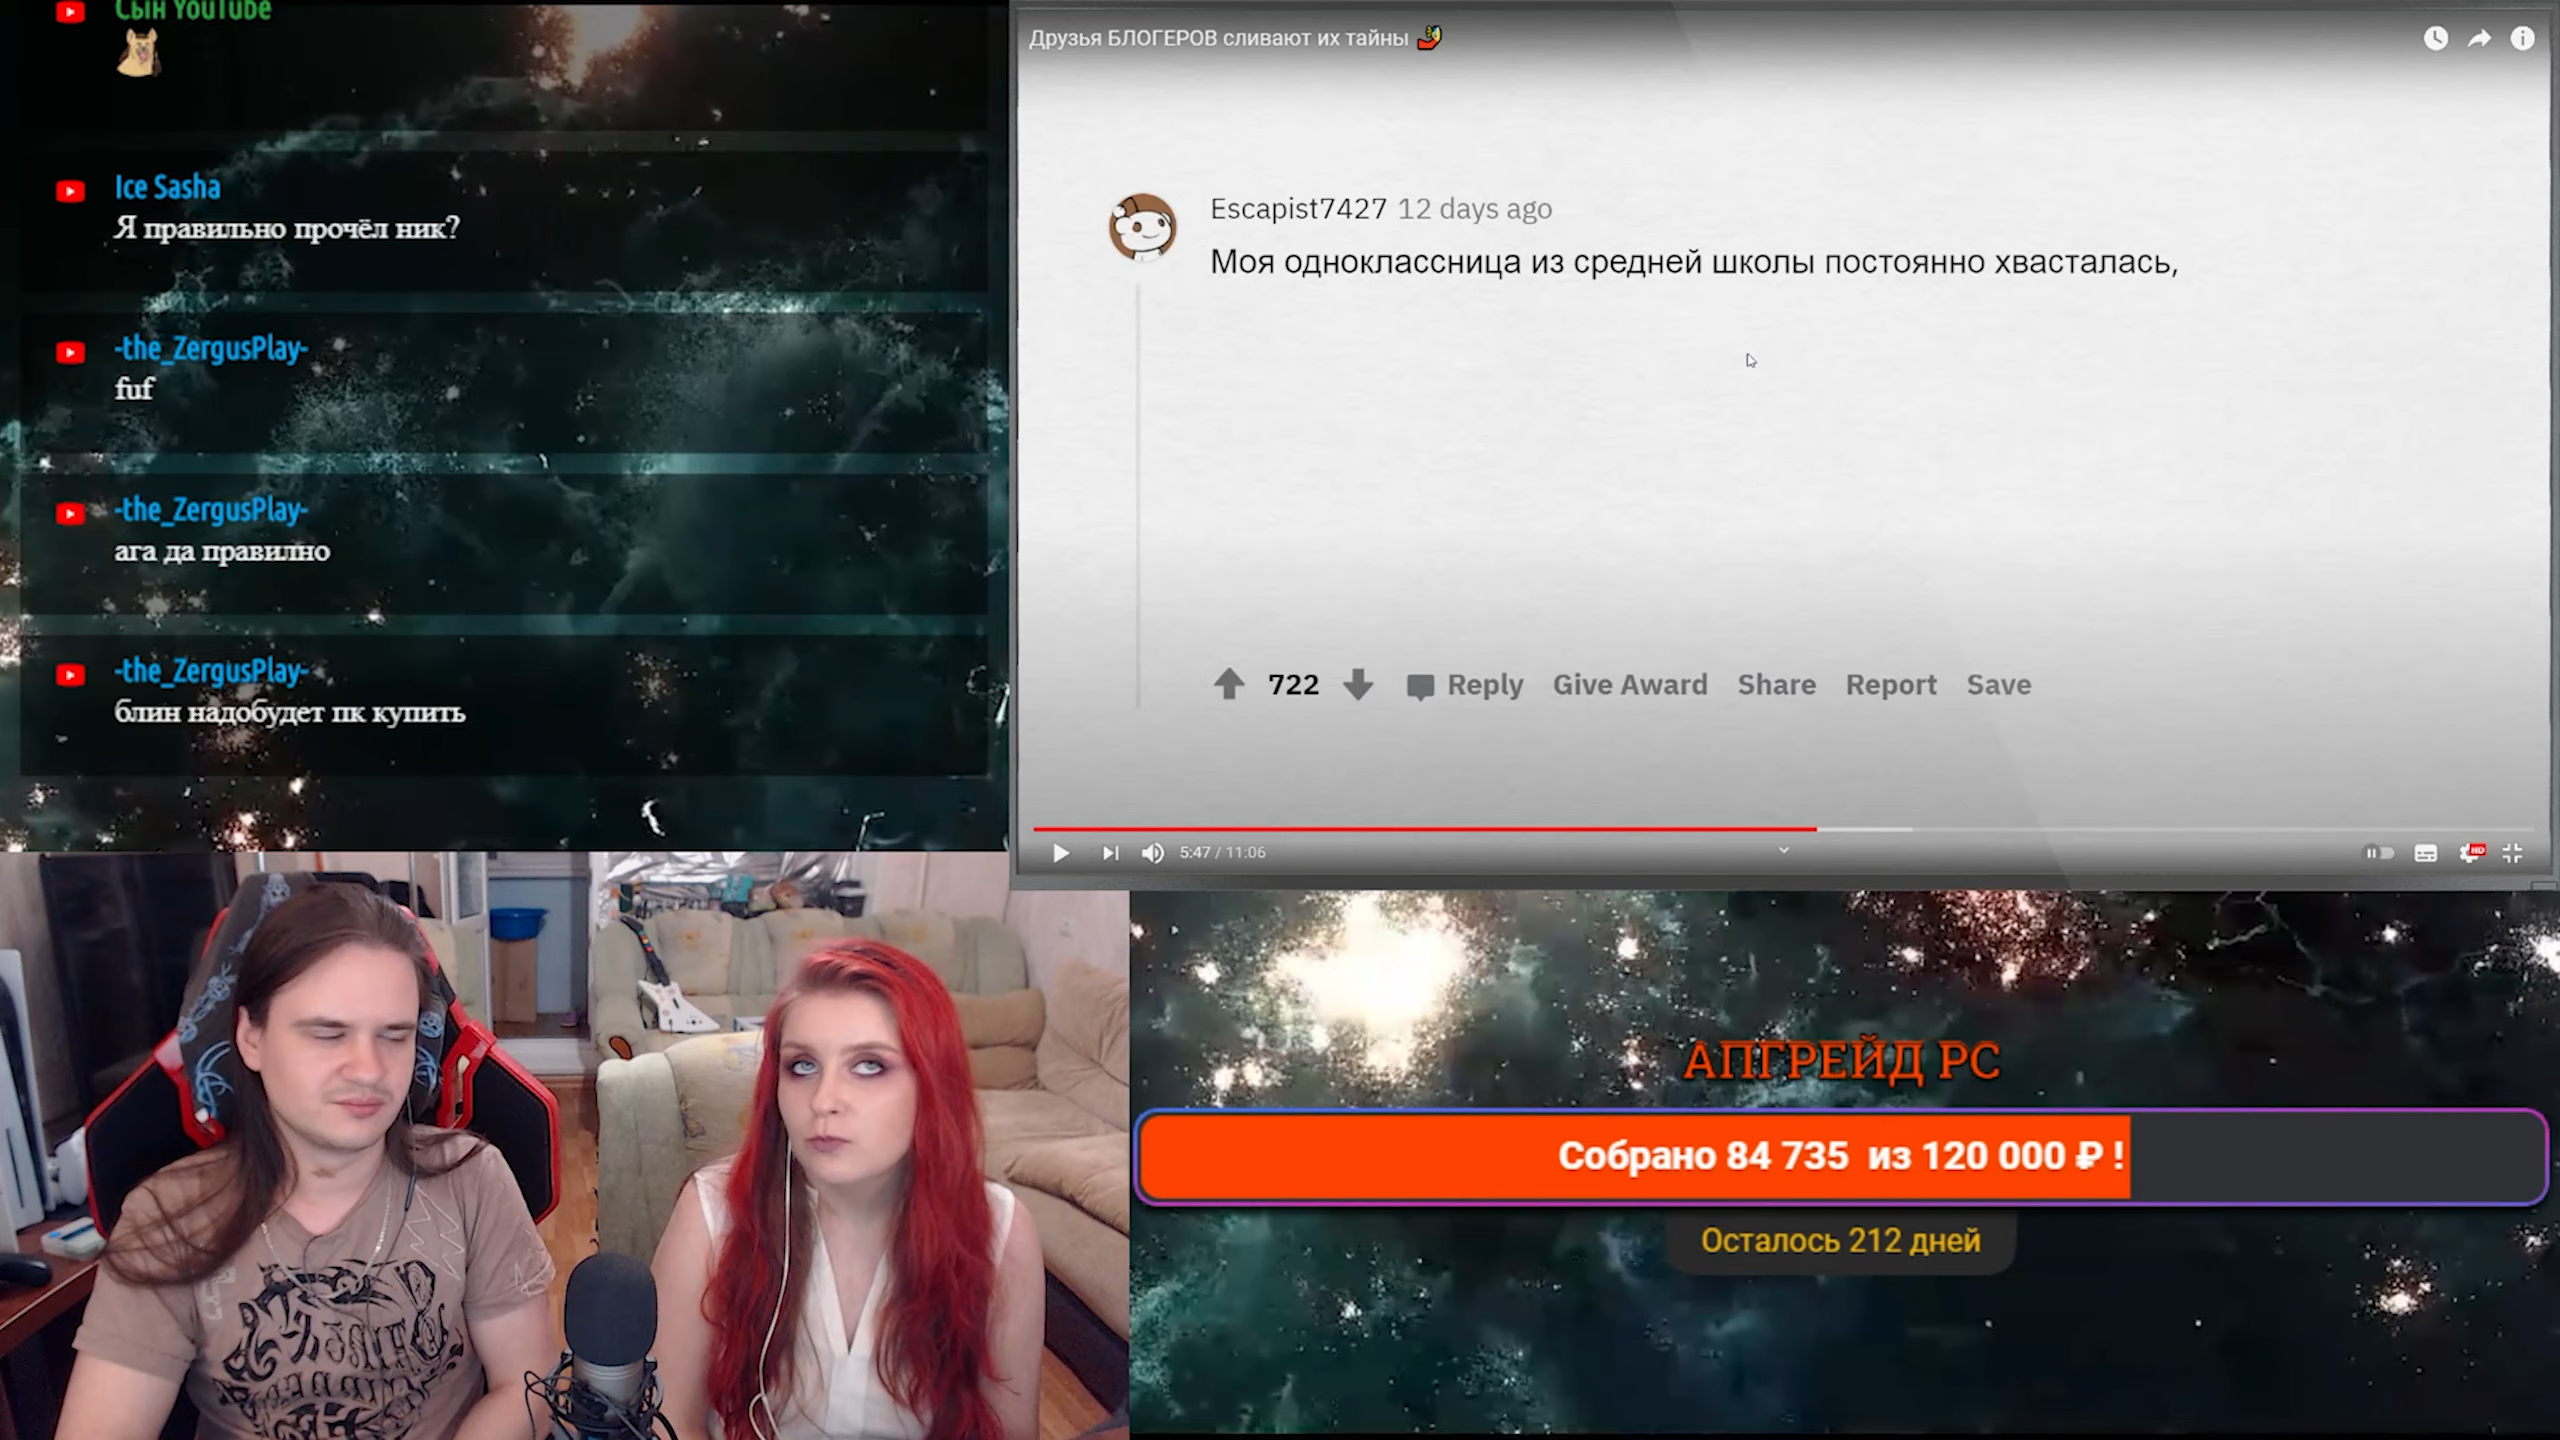 Сын YouTube
Ice Sasha
Я правильно прочёл ник?
-the_ZergusPlay-
fuf
-the_ZergusPlay-
ага да правилно
-the_ZergusPlay-
блин надобудет пк купить
Друзья БЛОГЕРОВ сливают их тайны
Escapist7427 12 days ago
Моя одноклассница из средней школы постоянно хвасталась,
722 Reply Give Award Share Report Save
5:47 / 11:06
HD
АПГРЕЙД PC
Собрано 84 735 из 120 000 ₽ !
Осталось 212 дней